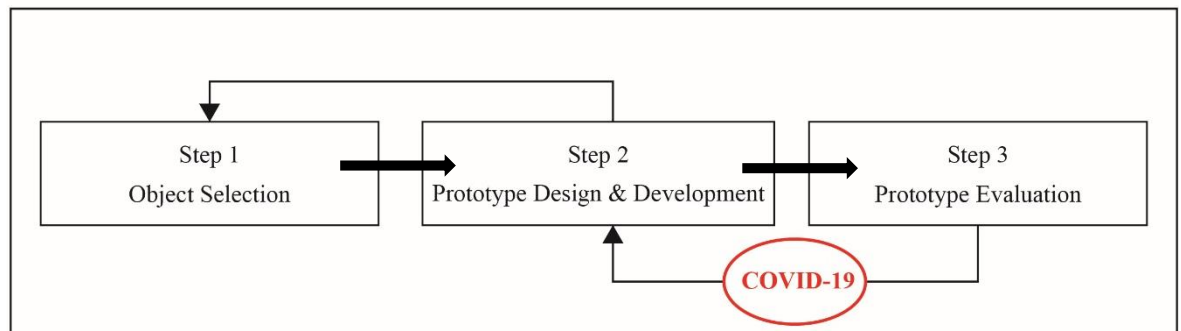 Step 1
Object Selection
Step 2
Prototype Design & Development
Step 3
Prototype Evaluation
COVID-19